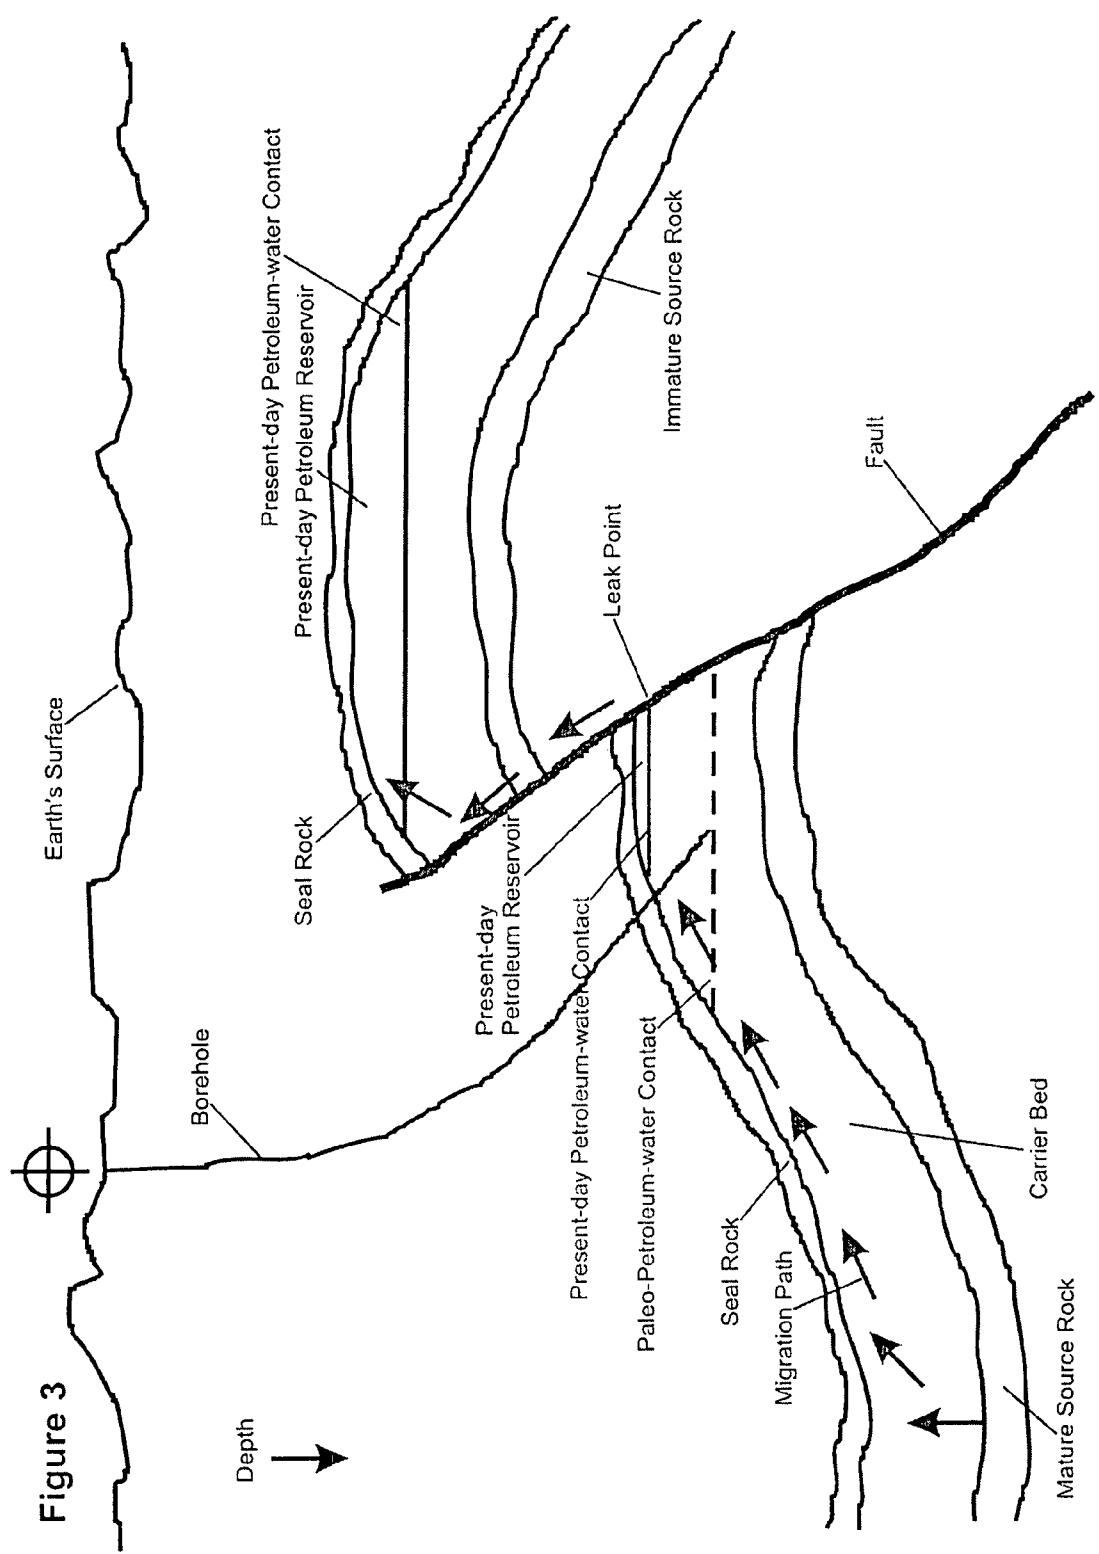 Figure 3
Depth
Earth's Surface
Borehole
Present-day Petroleum-water Contact
Present-day Petroleum Reservoir
Seal Rock
Immature Source Rock
Fault
Leak Point
Present-day
Petroleum Reservoir
Present-day Petroleum-water Contact
Paleo-Petroleum-water Contact
Seal Rock
Migration Path
Carrier Bed
Mature Source Rock